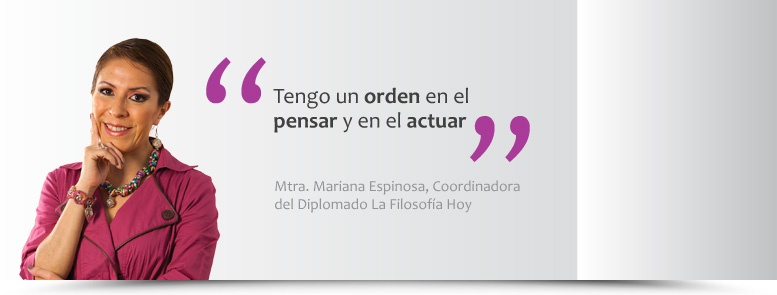 “Tengo un orden en el
pensar y en el actuar”
Mtra. Mariana Espinosa, Coordinadora
del Diplomado La Filosofía Hoy